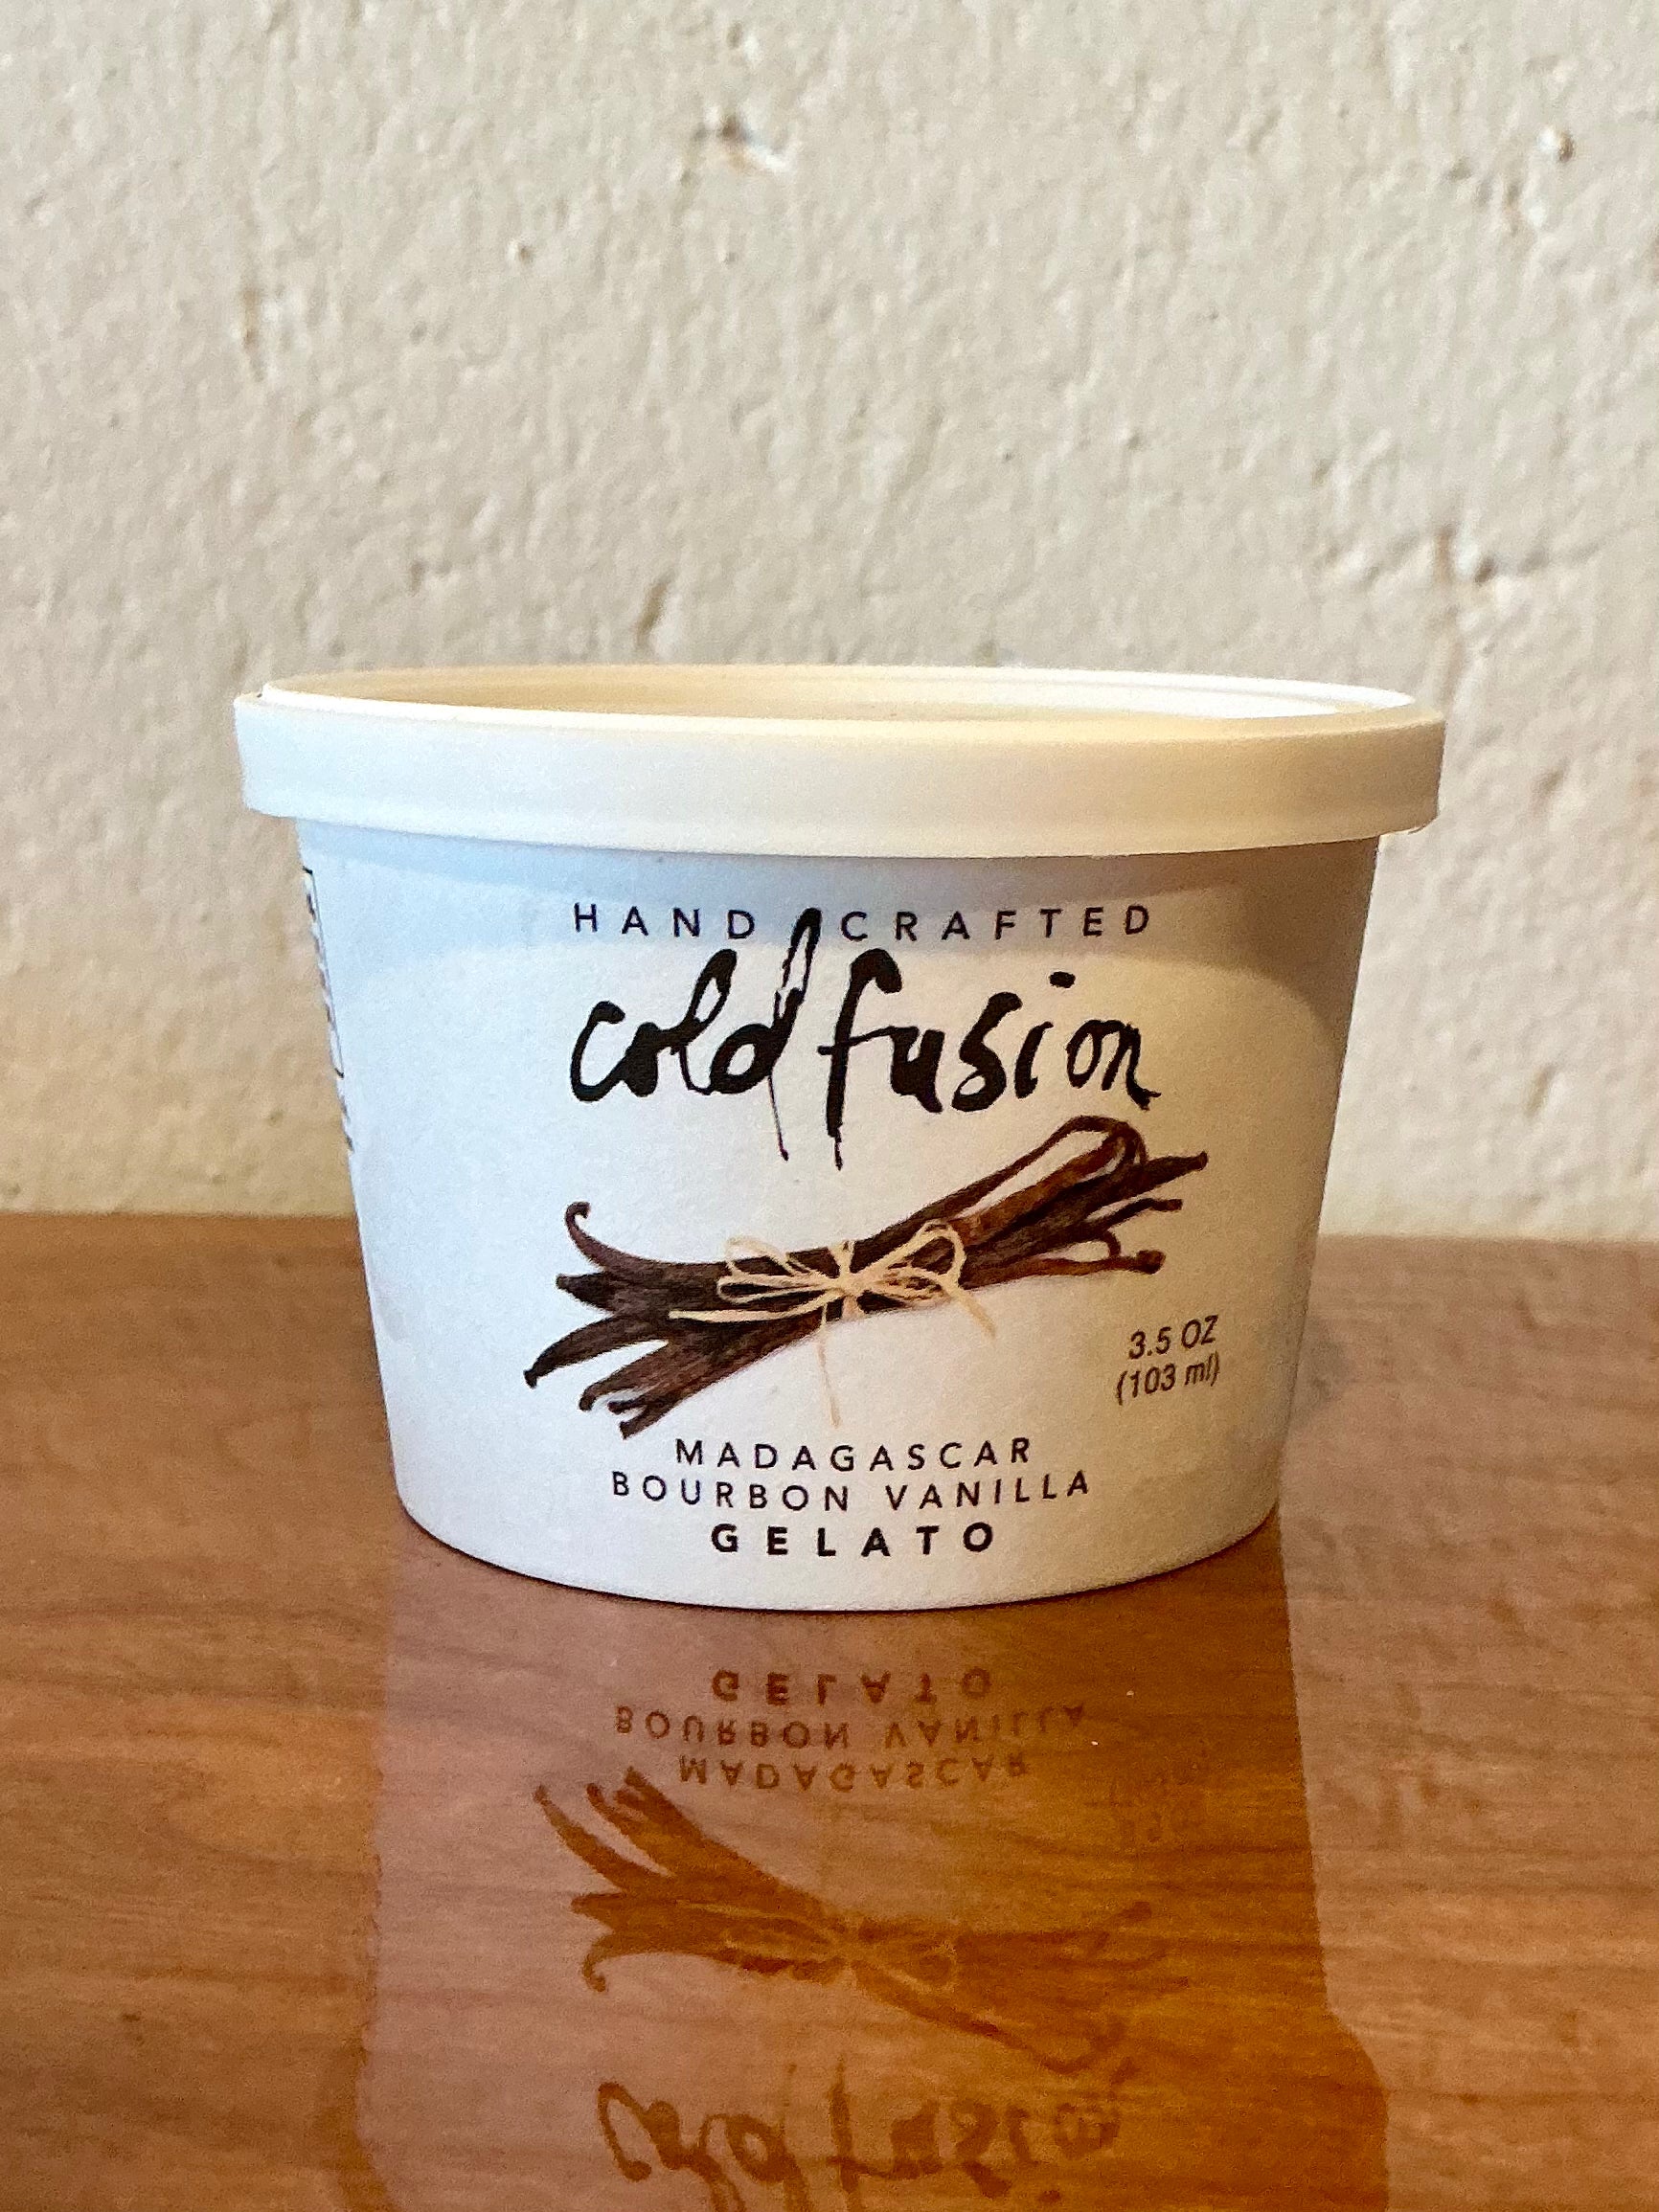 HAND CRAFTED
cold fusion
3.5 OZ
(103 ml)
MADAGASCAR
BOURBON VANILLA
GELATO